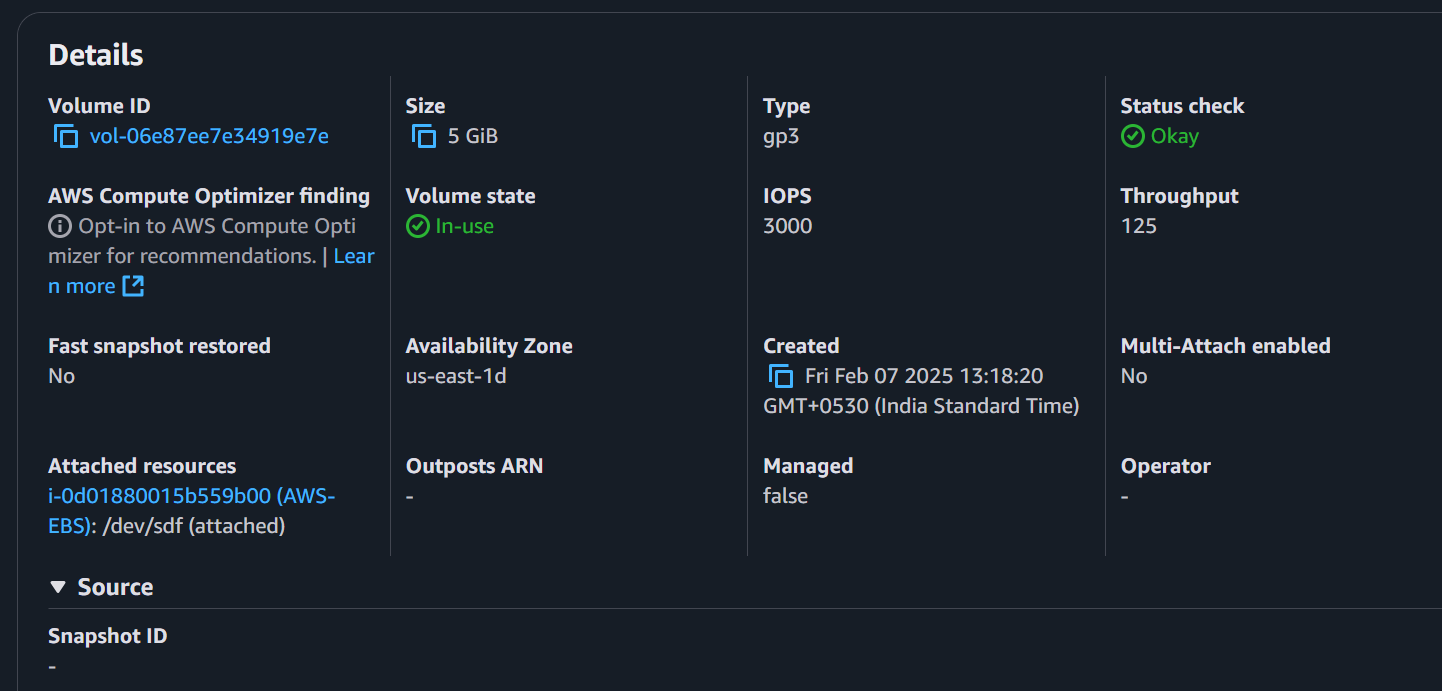 Details
Volume ID
vol-06e87ee7e34919e7e
Size
5 GiB
Type
gp3
Status check
Okay
AWS Compute Optimizer finding
Opt-in to AWS Compute Opti
mizer for recommendations. | Lear
n more
Volume state
In-use
IOPS
3000
Throughput
125
Fast snapshot restored
No
Availability Zone
us-east-1d
Created
Fri Feb 07 2025 13:18:20
GMT+0530 (India Standard Time)
Multi-Attach enabled
No
Attached resources
i-0d01880015b559b00 (AWS-
EBS): /dev/sdf (attached)
Outposts ARN
-
Managed
false
Operator
-
Source
Snapshot ID
-